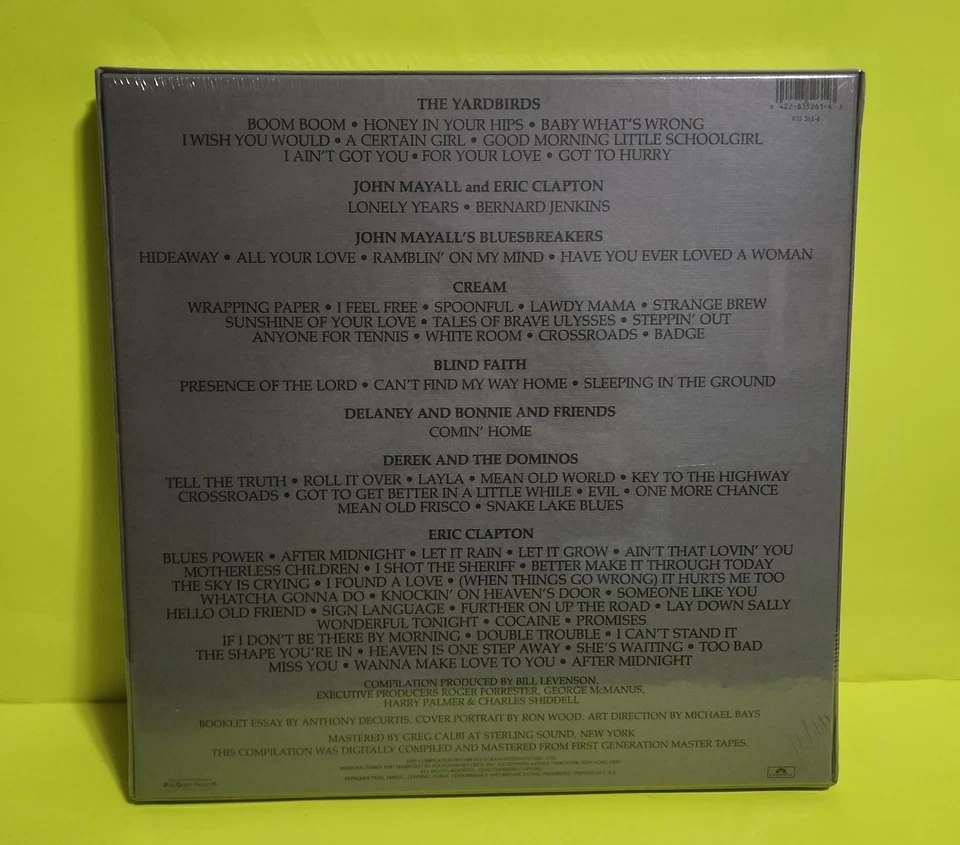 0 422-835261-4 2
835 261-4
THE YARDBIRDS
BOOM BOOM • HONEY IN YOUR HIPS • BABY WHAT'S WRONG
I WISH YOU WOULD • A CERTAIN GIRL • GOOD MORNING LITTLE SCHOOLGIRL
I AIN'T GOT YOU • FOR YOUR LOVE • GOT TO HURRY
JOHN MAYALL and ERIC CLAPTON
LONELY YEARS • BERNARD JENKINS
JOHN MAYALL'S BLUESBREAKERS
HIDEAWAY • ALL YOUR LOVE • RAMBLIN' ON MY MIND • HAVE YOU EVER LOVED A WOMAN
CREAM
WRAPPING PAPER • I FEEL FREE • SPOONFUL • LAWDY MAMA • STRANGE BREW
SUNSHINE OF YOUR LOVE • TALES OF BRAVE ULYSSES • STEPPIN' OUT
ANYONE FOR TENNIS • WHITE ROOM • CROSSROADS • BADGE
BLIND FAITH
PRESENCE OF THE LORD • CAN'T FIND MY WAY HOME • SLEEPING IN THE GROUND
DELANEY AND BONNIE AND FRIENDS
COMIN' HOME
DEREK AND THE DOMINOS
TELL THE TRUTH • ROLL IT OVER • LAYLA • MEAN OLD WORLD • KEY TO THE HIGHWAY
CROSSROADS • GOT TO GET BETTER IN A LITTLE WHILE • EVIL • ONE MORE CHANCE
MEAN OLD FRISCO • SNAKE LAKE BLUES
ERIC CLAPTON
BLUES POWER • AFTER MIDNIGHT • LET IT RAIN • LET IT GROW • AIN'T THAT LOVIN' YOU
MOTHERLESS CHILDREN • I SHOT THE SHERIFF • BETTER MAKE IT THROUGH TODAY
THE SKY IS CRYING • I FOUND A LOVE • (WHEN THINGS GO WRONG) IT HURTS ME TOO
WHATCHA GONNA DO • KNOCKIN' ON HEAVEN'S DOOR • SOMEONE LIKE YOU
HELLO OLD FRIEND • SIGN LANGUAGE • FURTHER ON UP THE ROAD • LAY DOWN SALLY
WONDERFUL TONIGHT • COCAINE • PROMISES
IF I DON'T BE THERE BY MORNING • DOUBLE TROUBLE • I CAN'T STAND IT
THE SHAPE YOU'RE IN • HEAVEN IS ONE STEP AWAY • SHE'S WAITING • TOO BAD
MISS YOU • WANNA MAKE LOVE TO YOU • AFTER MIDNIGHT
COMPILATION PRODUCED BY BILL LEVENSON.
EXECUTIVE PRODUCERS ROGER FORRESTER, GEORGE McMANUS,
HARRY PALMER & CHARLES SHIDDELL
BOOKLET ESSAY BY ANTHONY DECURTIS. COVER PORTRAIT BY RON WOOD. ART DIRECTION BY MICHAEL BAYS
MASTERED BY GREG CALBI AT STERLING SOUND, NEW YORK
THIS COMPILATION WAS DIGITALLY COMPILED AND MASTERED FROM FIRST GENERATION MASTER TAPES.